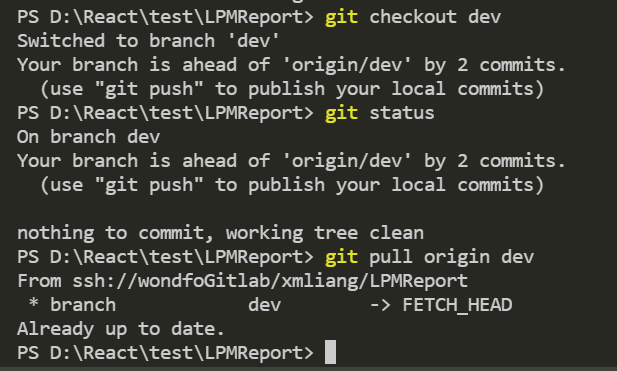 PS D:\React\test\LPMReport> git checkout dev
Switched to branch 'dev'
Your branch is ahead of 'origin/dev' by 2 commits.
  (use "git push" to publish your local commits)
PS D:\React\test\LPMReport> git status
On branch dev
Your branch is ahead of 'origin/dev' by 2 commits.
  (use "git push" to publish your local commits)

nothing to commit, working tree clean
PS D:\React\test\LPMReport> git pull origin dev
From ssh://wondfoGitlab/xmliang/LPMReport
 * branch            dev        -> FETCH_HEAD
Already up to date.
PS D:\React\test\LPMReport>